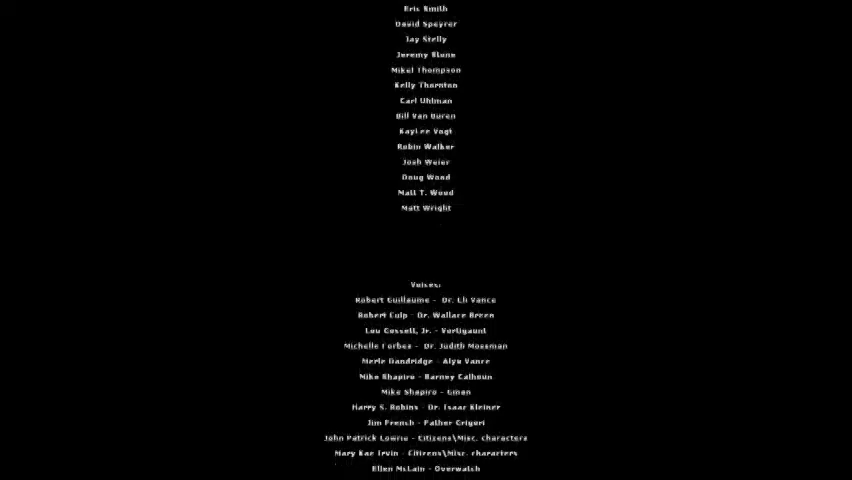 Eric Smith
David Speyrer
Jay Stelly
Jeremy Stone
Mikel Thompson
Kelly Thornton
Carl Uhlman
Bill Van Buren
KayLee Vogt
Robin Walker
Josh Weier
Doug Wood
Matt T. Wood
Matt Wright
Voices:
Robert Guillaume - Dr. Eli Vance
Robert Culp - Dr. Wallace Breen
Lou Gossett, Jr. - Vortigaunt
Michelle Forbes - Dr. Judith Mossman
Merle Dandridge - Alyx Vance
Mike Shapiro - Barney Calhoun
Mike Shapiro - Gman
Harry S. Robins - Dr. Isaac Kleiner
Jim French - Father Grigori
John Patrick Lowrie - Citizens\Misc. characters
Mary Kae Irvin - Citizens\Misc. characters
Ellen McLain - Overwatch